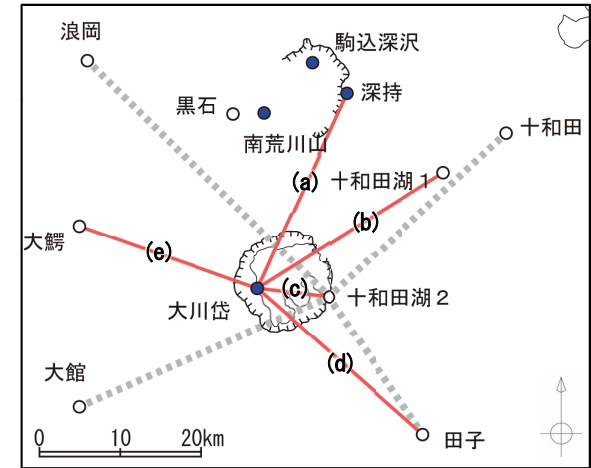 浪岡
駒込深沢
深持
黒石
南荒川山
十和田
(a)
十和田湖1
(b)
大鰐
(e)
(c)
十和田湖2
大川岱
(d)
大館
田子
0 10 20km